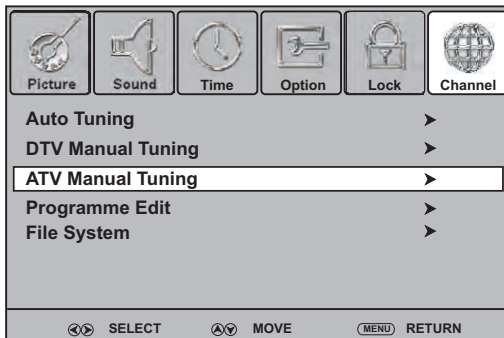 Picture Sound Time Option Lock Channel
Auto Tuning
DTV Manual Tuning
ATV Manual Tuning
Programme Edit
File System
SELECT MOVE MENU RETURN